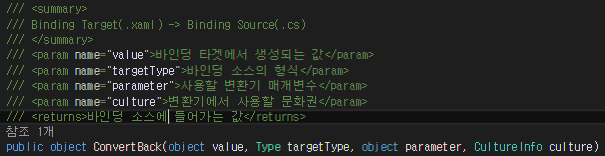 /// <summary>
/// Binding Target(.xaml) -> Binding Source(.cs)
/// </summary>
/// <param name="value">바인딩 타겟에서 생성되는 값</param>
/// <param name="targetType">바인딩 소스의 형식</param>
/// <param name="parameter">사용할 변환기 매개변수</param>
/// <param name="culture">변환기에서 사용할 문화권</param>
/// <returns>바인딩 소스에 들어가는 값</returns>
참조 1개
public object ConvertBack(object value, Type targetType, object parameter, CultureInfo culture)